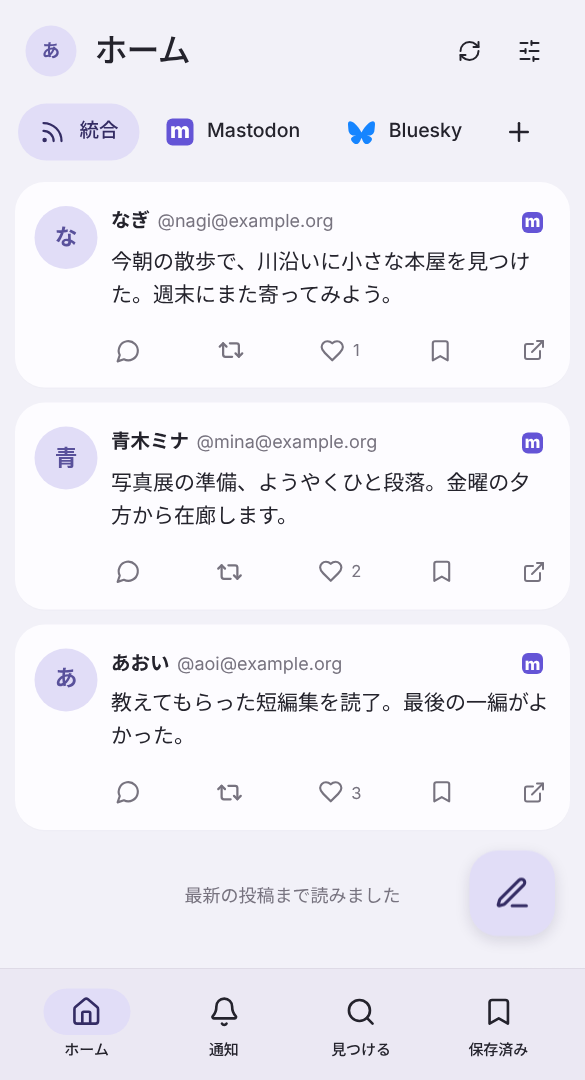 あ ホーム
統合 m Mastodon Bluesky
な なぎ @nagi@example.org m
今朝の散歩で、川沿いに小さな本屋を見つけ
た。週末にまた寄ってみよう。
1
青 青木ミナ @mina@example.org m
写真展の準備、ようやくひと段落。金曜の夕
方から在廊します。
2
あ あおい @aoi@example.org m
教えてもらった短編集を読了。最後の一編がよ
かった。
3
最新の投稿まで読みました
ホーム 通知 見つける 保存済み